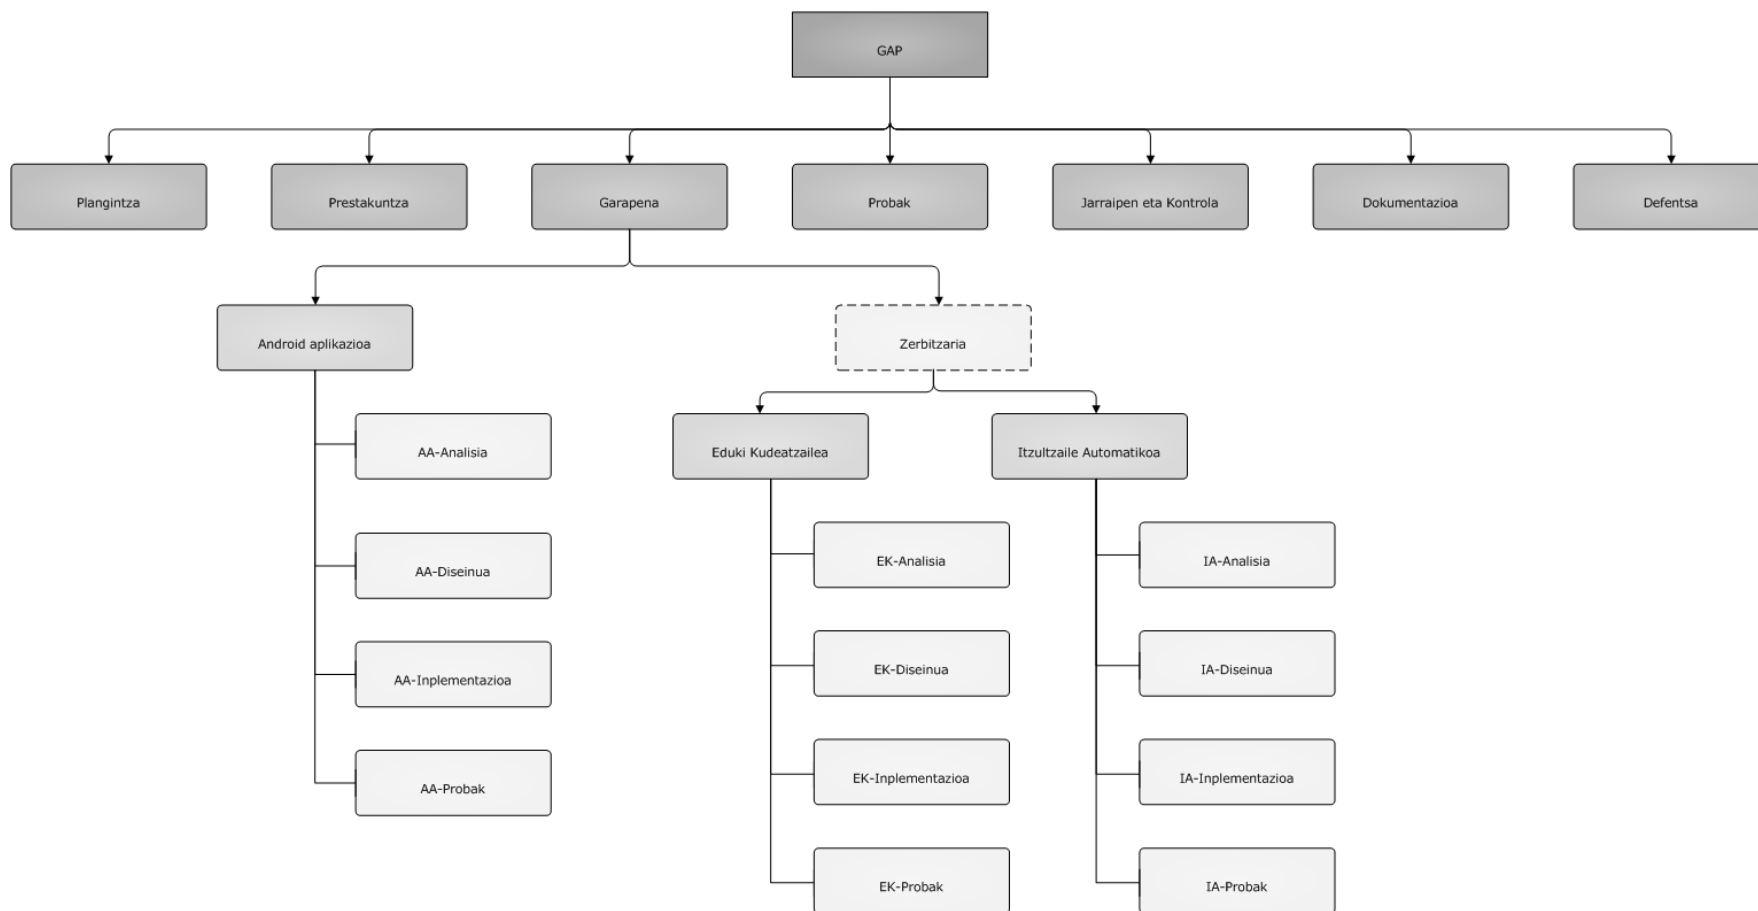 GAP
Plangintza
Prestakuntza
Garapena
Probak
Jarraipen eta Kontrola
Dokumentazioa
Defentsa
Android aplikazioa
Zerbitzaria
AA-Analisia
Eduki Kudeatzailea
Itzultzaile Automatikoa
AA-Diseinua
EK-Analisia
IA-Analisia
AA-Inplementazioa
EK-Diseinua
IA-Diseinua
AA-Probak
EK-Inplementazioa
IA-Inplementazioa
EK-Probak
IA-Probak